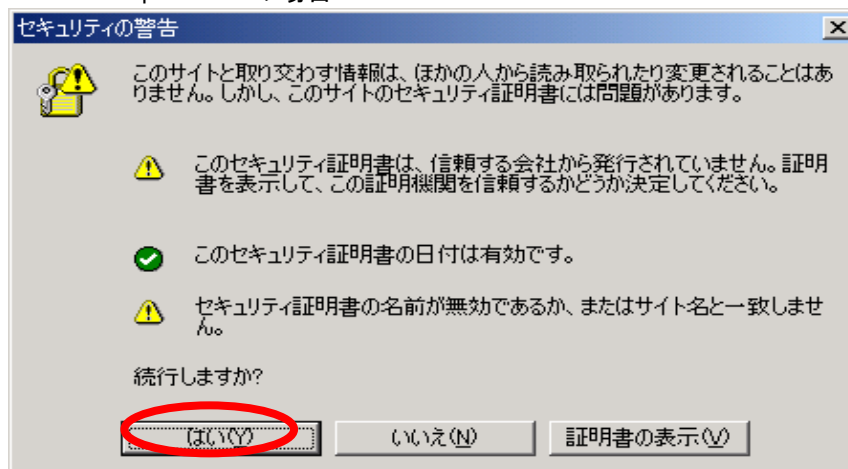 セキュリティの警告
このサイトと取り交わす情報は、ほかの人から読み取られたり変更されることはあ
りません。しかし、このサイトのセキュリティ証明書には問題があります。
このセキュリティ証明書は、信頼する会社から発行されていません。証明
書を表示して、この証明機関を信頼するかどうか決定してください。
このセキュリティ証明書の日付は有効です。
セキュリティ証明書の名前が無効であるか、またはサイト名と一致しませ
ん。
続行しますか?
はい(Y) いいえ(N) 証明書の表示(V)